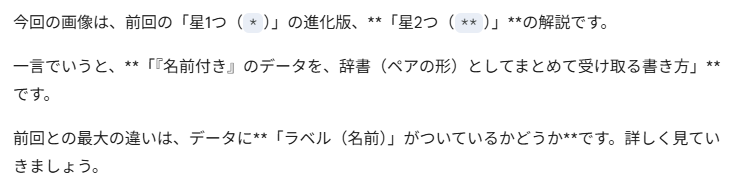 今回の画像は、前回の「星1つ（*）」の進化版、**「星2つ（**）」**の解説です。
一言でいうと、**「『名前付き』のデータを、辞書（ペアの形）としてまとめて受け取る書き方」**
です。
前回との最大の違いは、データに**「ラベル（名前）」がついているかどうか**です。詳しく見てい
きましょう。